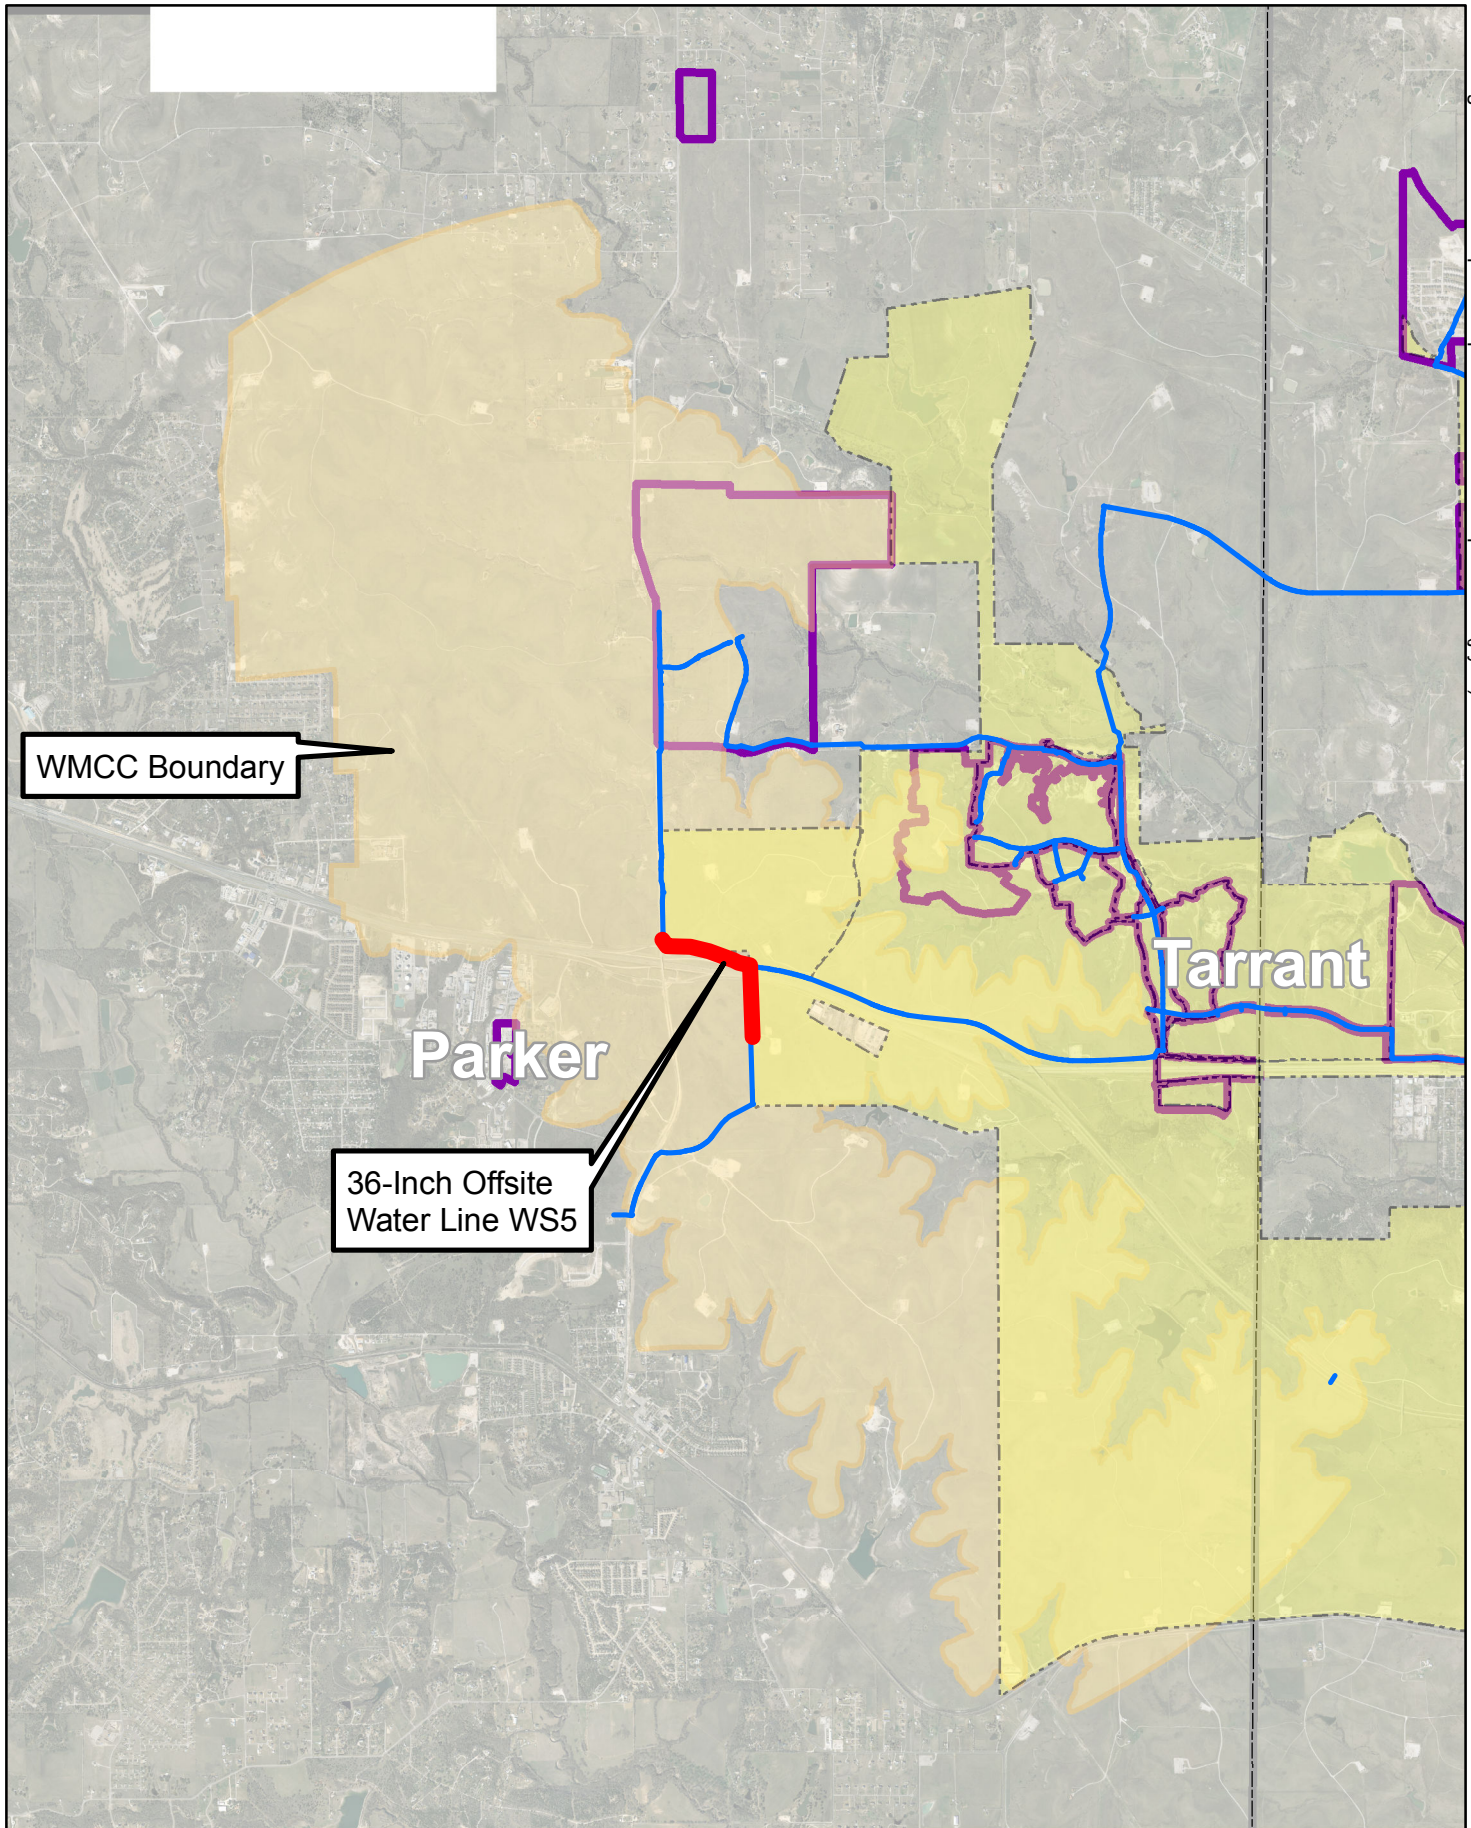 WMCC Boundary
Tarrant
Parker
36-Inch Offsite
Water Line WS5